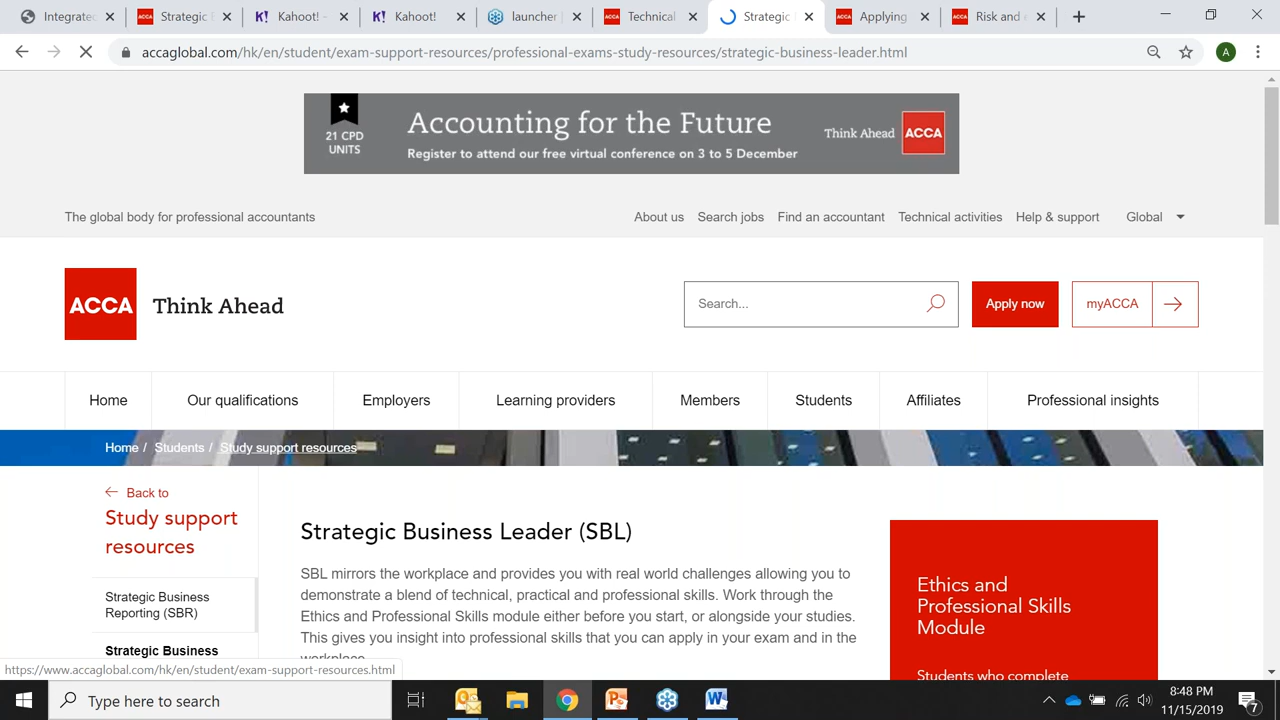 Integrate
Strategic
Kahoot! -
Kahoot!
launcher
Technical
Strategic
Applying
Risk and
accaglobal.com/hk/en/student/exam-support-resources/professional-exams-study-resources/strategic-business-leader.html
A
21 CPD
UNITS
Accounting for the Future
Register to attend our free virtual conference on 3 to 5 December
Think Ahead
ACCA
The global body for professional accountants
About us
Search jobs
Find an accountant
Technical activities
Help & support
Global
ACCA
Think Ahead
Search...
Apply now
myACCA
Home
Our qualifications
Employers
Learning providers
Members
Students
Affiliates
Professional insights
Home / Students / Study support resources
Back to
Study support
resources
Strategic Business
Reporting (SBR)
Strategic Business
Strategic Business Leader (SBL)
SBL mirrors the workplace and provides you with real world challenges allowing you to
demonstrate a blend of technical, practical and professional skills. Work through the
Ethics and Professional Skills module either before you start, or alongside your studies.
This gives you insight into professional skills that you can apply in your exam and in the
workplace.
Ethics and
Professional Skills
Module
Students who complete
https://www.accaglobal.com/hk/en/student/exam-support-resources.html
Type here to search
8:48 PM
11/15/2019
7